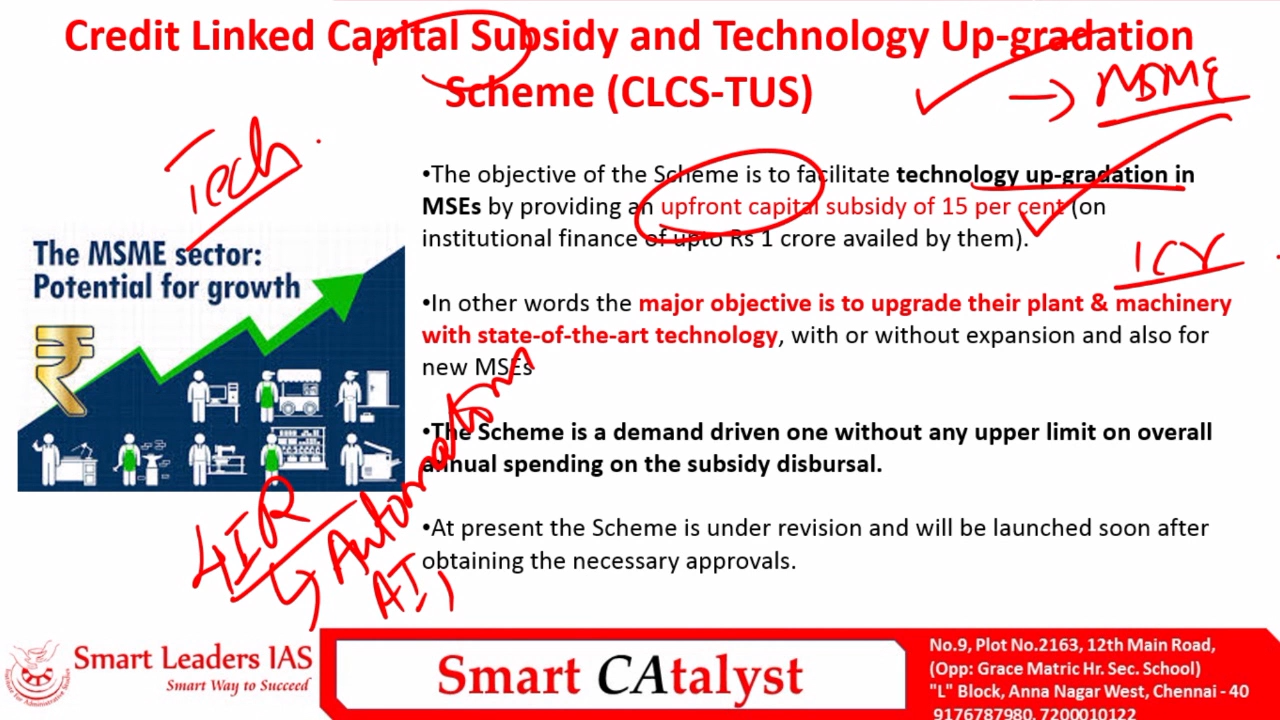 Credit Linked Capital Subsidy and Technology Up-gradation
Scheme (CLCS-TUS)
→ MSME
Tech
•The objective of the Scheme is to facilitate technology up-gradation in
MSEs by providing an upfront capital subsidy of 15 per cent (on
institutional finance of upto Rs 1 crore availed by them).
1 cr
The MSME sector:
Potential for growth
•In other words the major objective is to upgrade their plant & machinery
with state-of-the-art technology, with or without expansion and also for
new MSEs
•The Scheme is a demand driven one without any upper limit on overall
annual spending on the subsidy disbursal.
4IR
Automation
AI,
•At present the Scheme is under revision and will be launched soon after
obtaining the necessary approvals.
Smart Leaders IAS
Smart Way to Succeed
Smart CAtalyst
No.9, Plot No.2163, 12th Main Road,
(Opp: Grace Matric Hr. Sec. School)
"L" Block, Anna Nagar West, Chennai - 40
9176787980, 7200010122